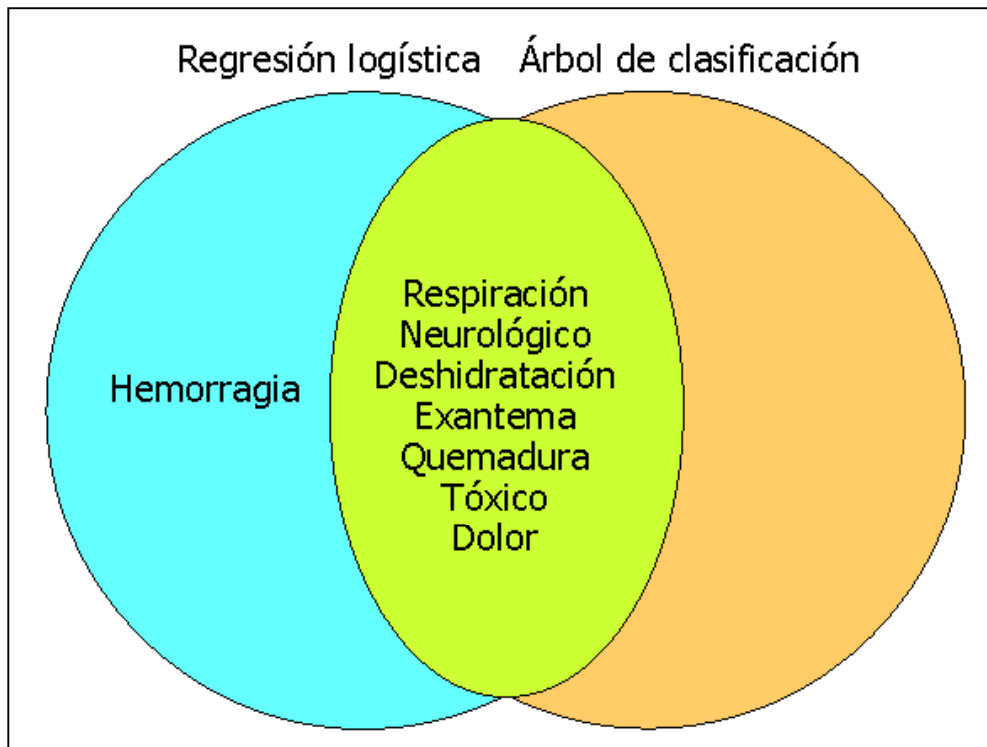 Regresión logística Árbol de clasificación
Hemorragia
Respiración
Neurológico
Deshidratación
Exantema
Quemadura
Tóxico
Dolor